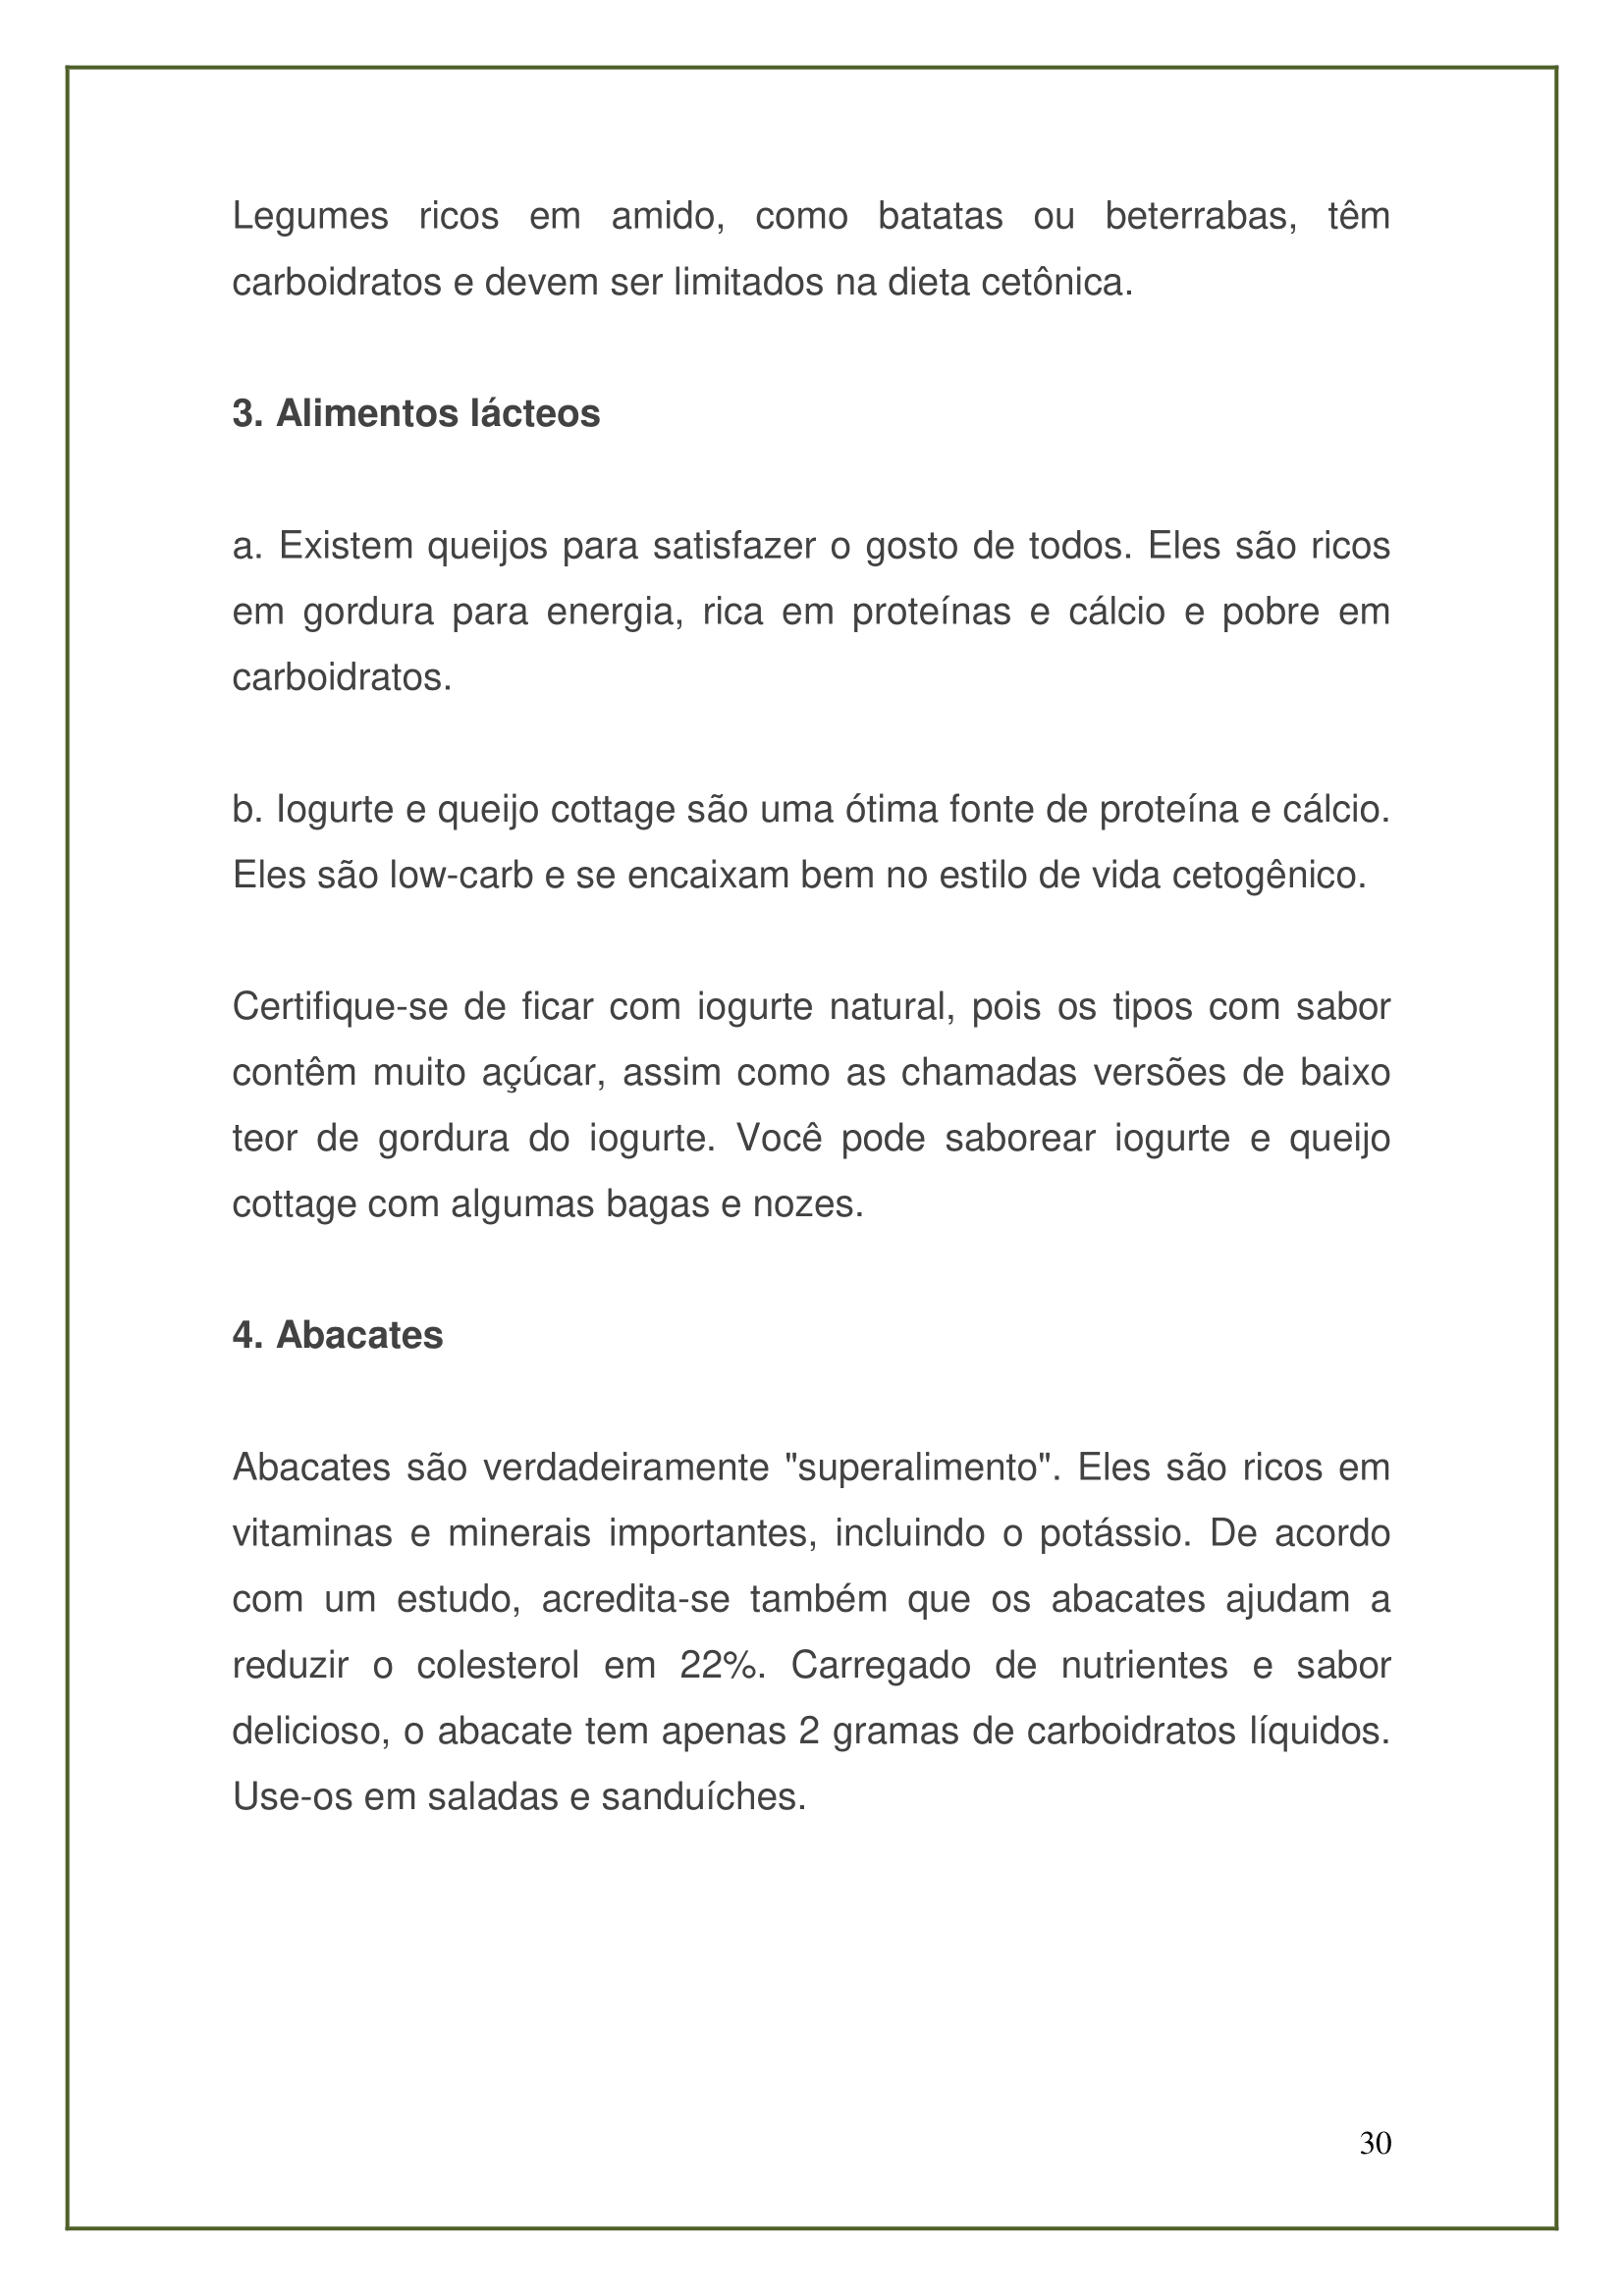 Legumes ricos em amido, como batatas ou beterrabas, têm
carboidratos e devem ser limitados na dieta cetônica.
3. Alimentos lácteos
a. Existem queijos para satisfazer o gosto de todos. Eles são ricos
em gordura para energia, rica em proteínas e cálcio e pobre em
carboidratos.
b. Iogurte e queijo cottage são uma ótima fonte de proteína e cálcio.
Eles são low-carb e se encaixam bem no estilo de vida cetogênico.
Certifique-se de ficar com iogurte natural, pois os tipos com sabor
contêm muito açúcar, assim como as chamadas versões de baixo
teor de gordura do iogurte. Você pode saborear iogurte e queijo
cottage com algumas bagas e nozes.
4. Abacates
Abacates são verdadeiramente "superalimento". Eles são ricos em
vitaminas e minerais importantes, incluindo o potássio. De acordo
com um estudo, acredita-se também que os abacates ajudam a
reduzir o colesterol em 22%. Carregado de nutrientes e sabor
delicioso, o abacate tem apenas 2 gramas de carboidratos líquidos.
Use-os em saladas e sanduíches.
30